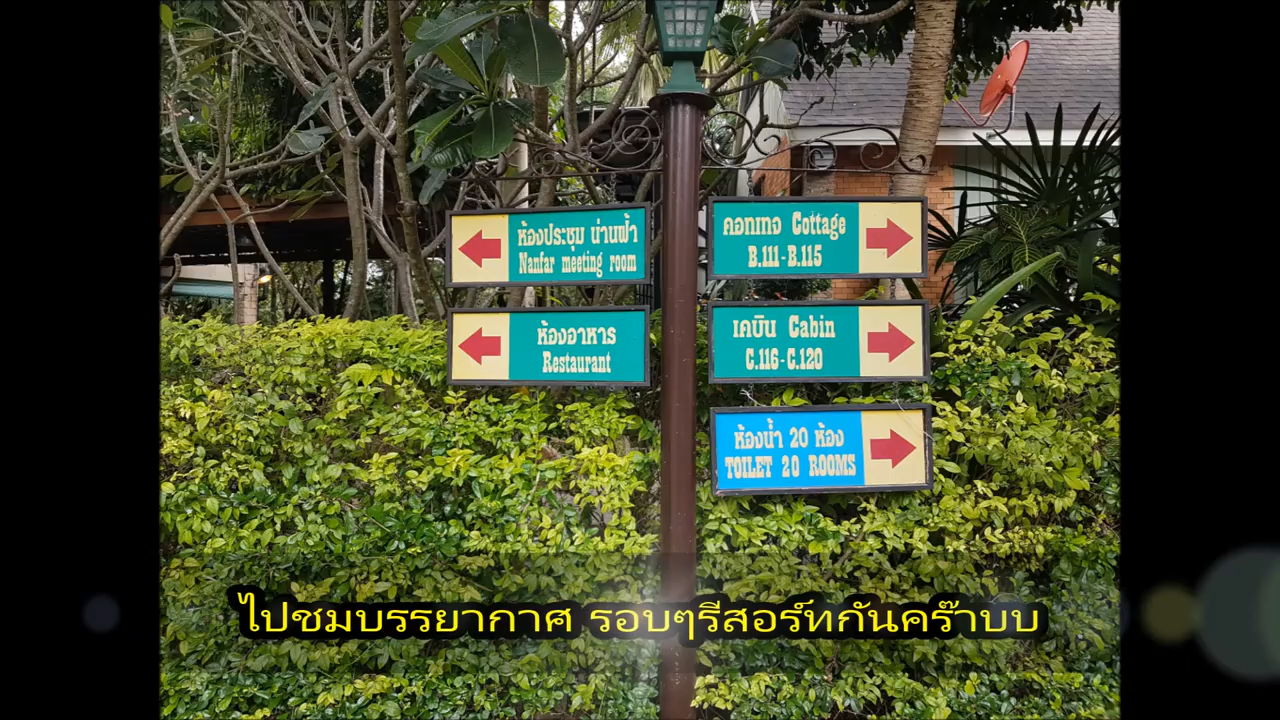 ห้องประชุม น่านฟ้า
Nanfar meeting room
ห้องอาหาร
Restaurant
คอทเทจ Cottage
B.111-B.115
เคบิน Cabin
C.116-C.120
ห้องน้ำ 20 ห้อง
TOILET 20 ROOMS
ไปชมบรรยากาศ รอบๆรีสอร์ทกันคร๊าบบ